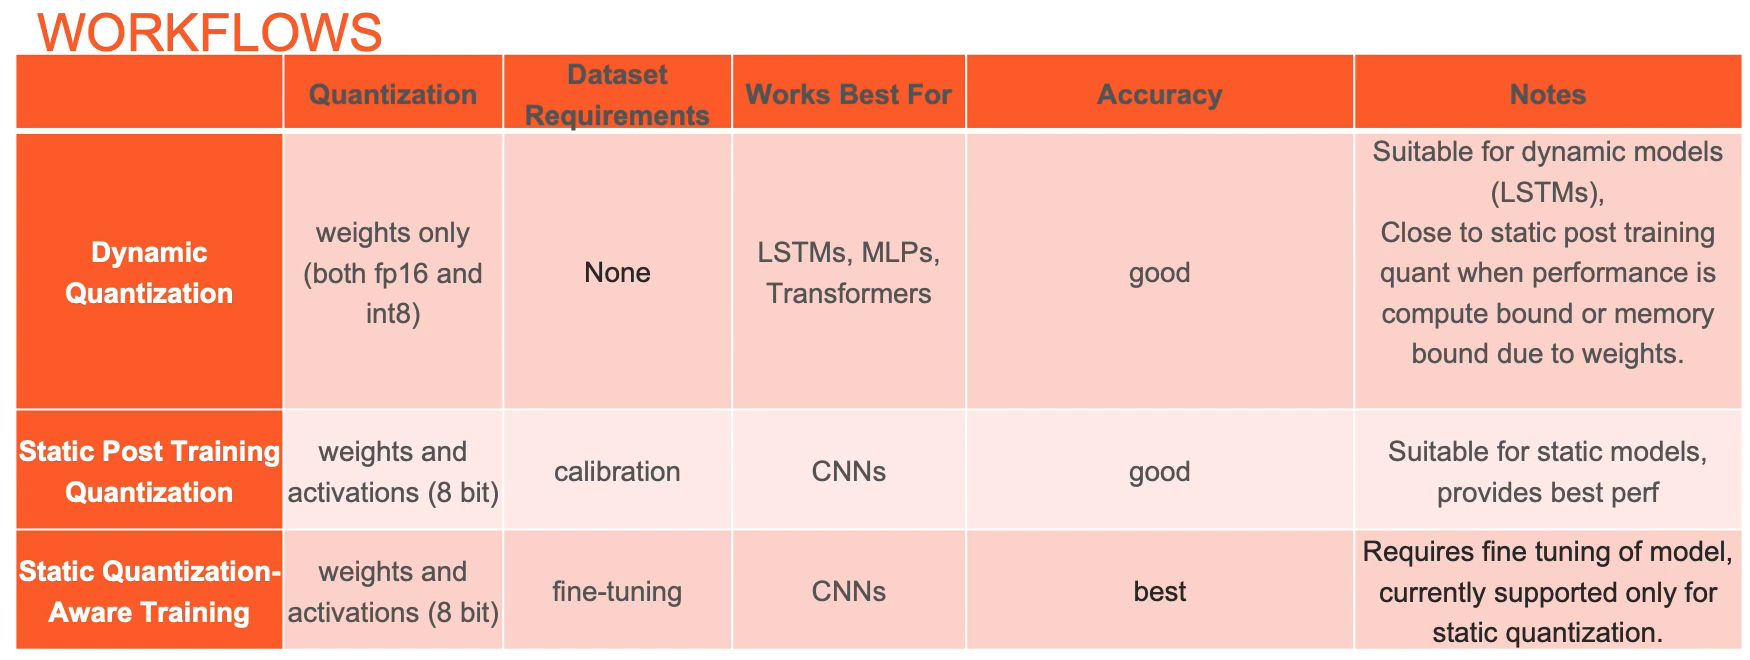 WORKFLOWS
Quantization
Dataset
Requirements
Works Best For
Accuracy
Notes
Dynamic
Quantization
weights only
(both fp16 and
int8)
None
LSTMs, MLPs,
Transformers
good
Suitable for dynamic models
(LSTMs),
Close to static post training
quant when performance is
compute bound or memory
bound due to weights.
Static Post Training
Quantization
weights and
activations (8 bit)
calibration
CNNs
good
Suitable for static models,
provides best perf
Static Quantization-
Aware Training
weights and
activations (8 bit)
fine-tuning
CNNs
best
Requires fine tuning of model,
currently supported only for
static quantization.